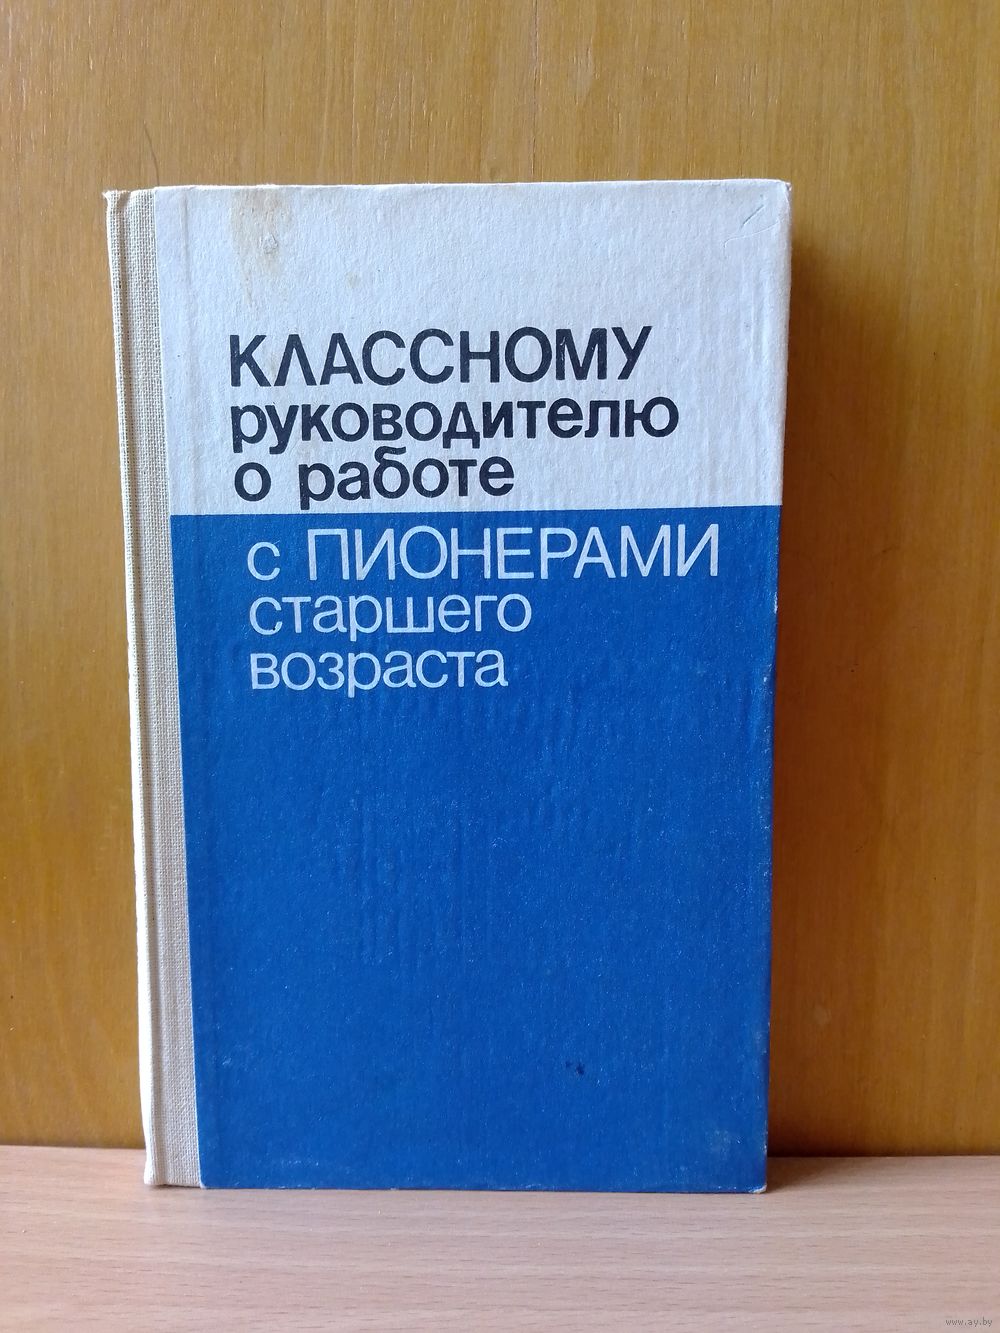 КЛАССНОМУ
руководителю
о работе
с ПИОНЕРАМИ
старшего
возраста
www.ay.by